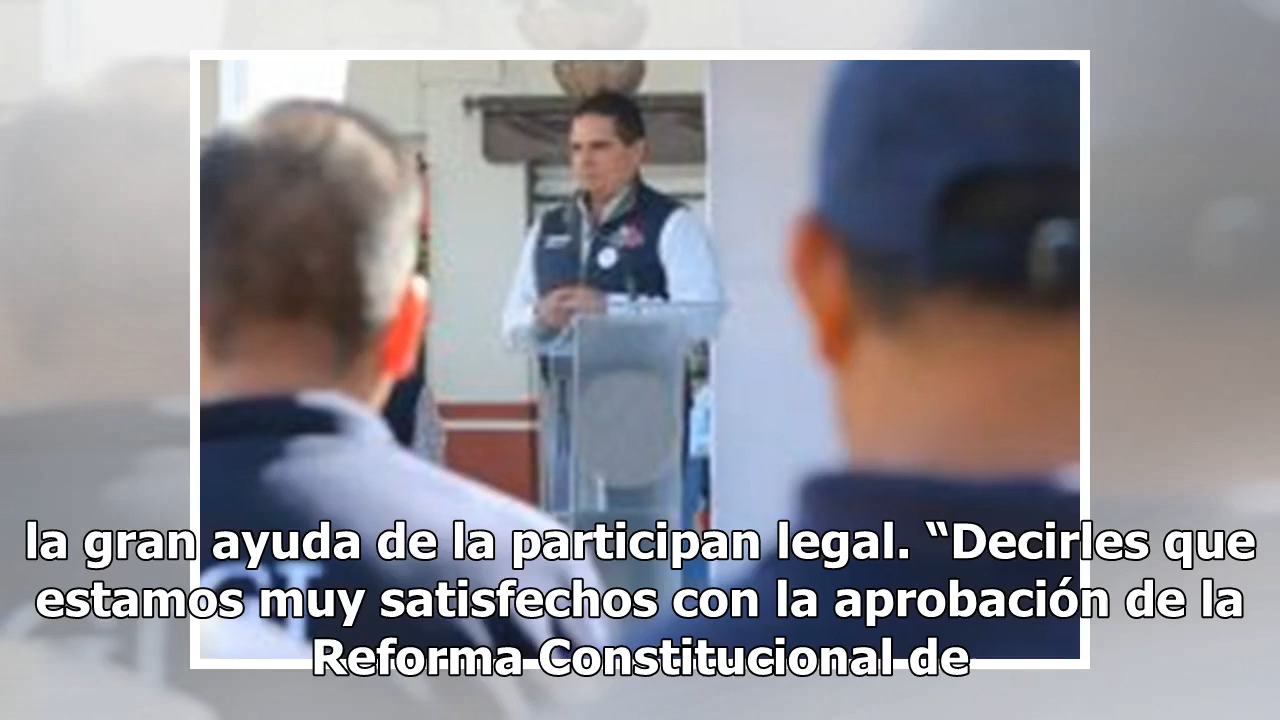 la gran ayuda de la participan legal. “Decirles que
estamos muy satisfechos con la aprobación de la
Reforma Constitucional de